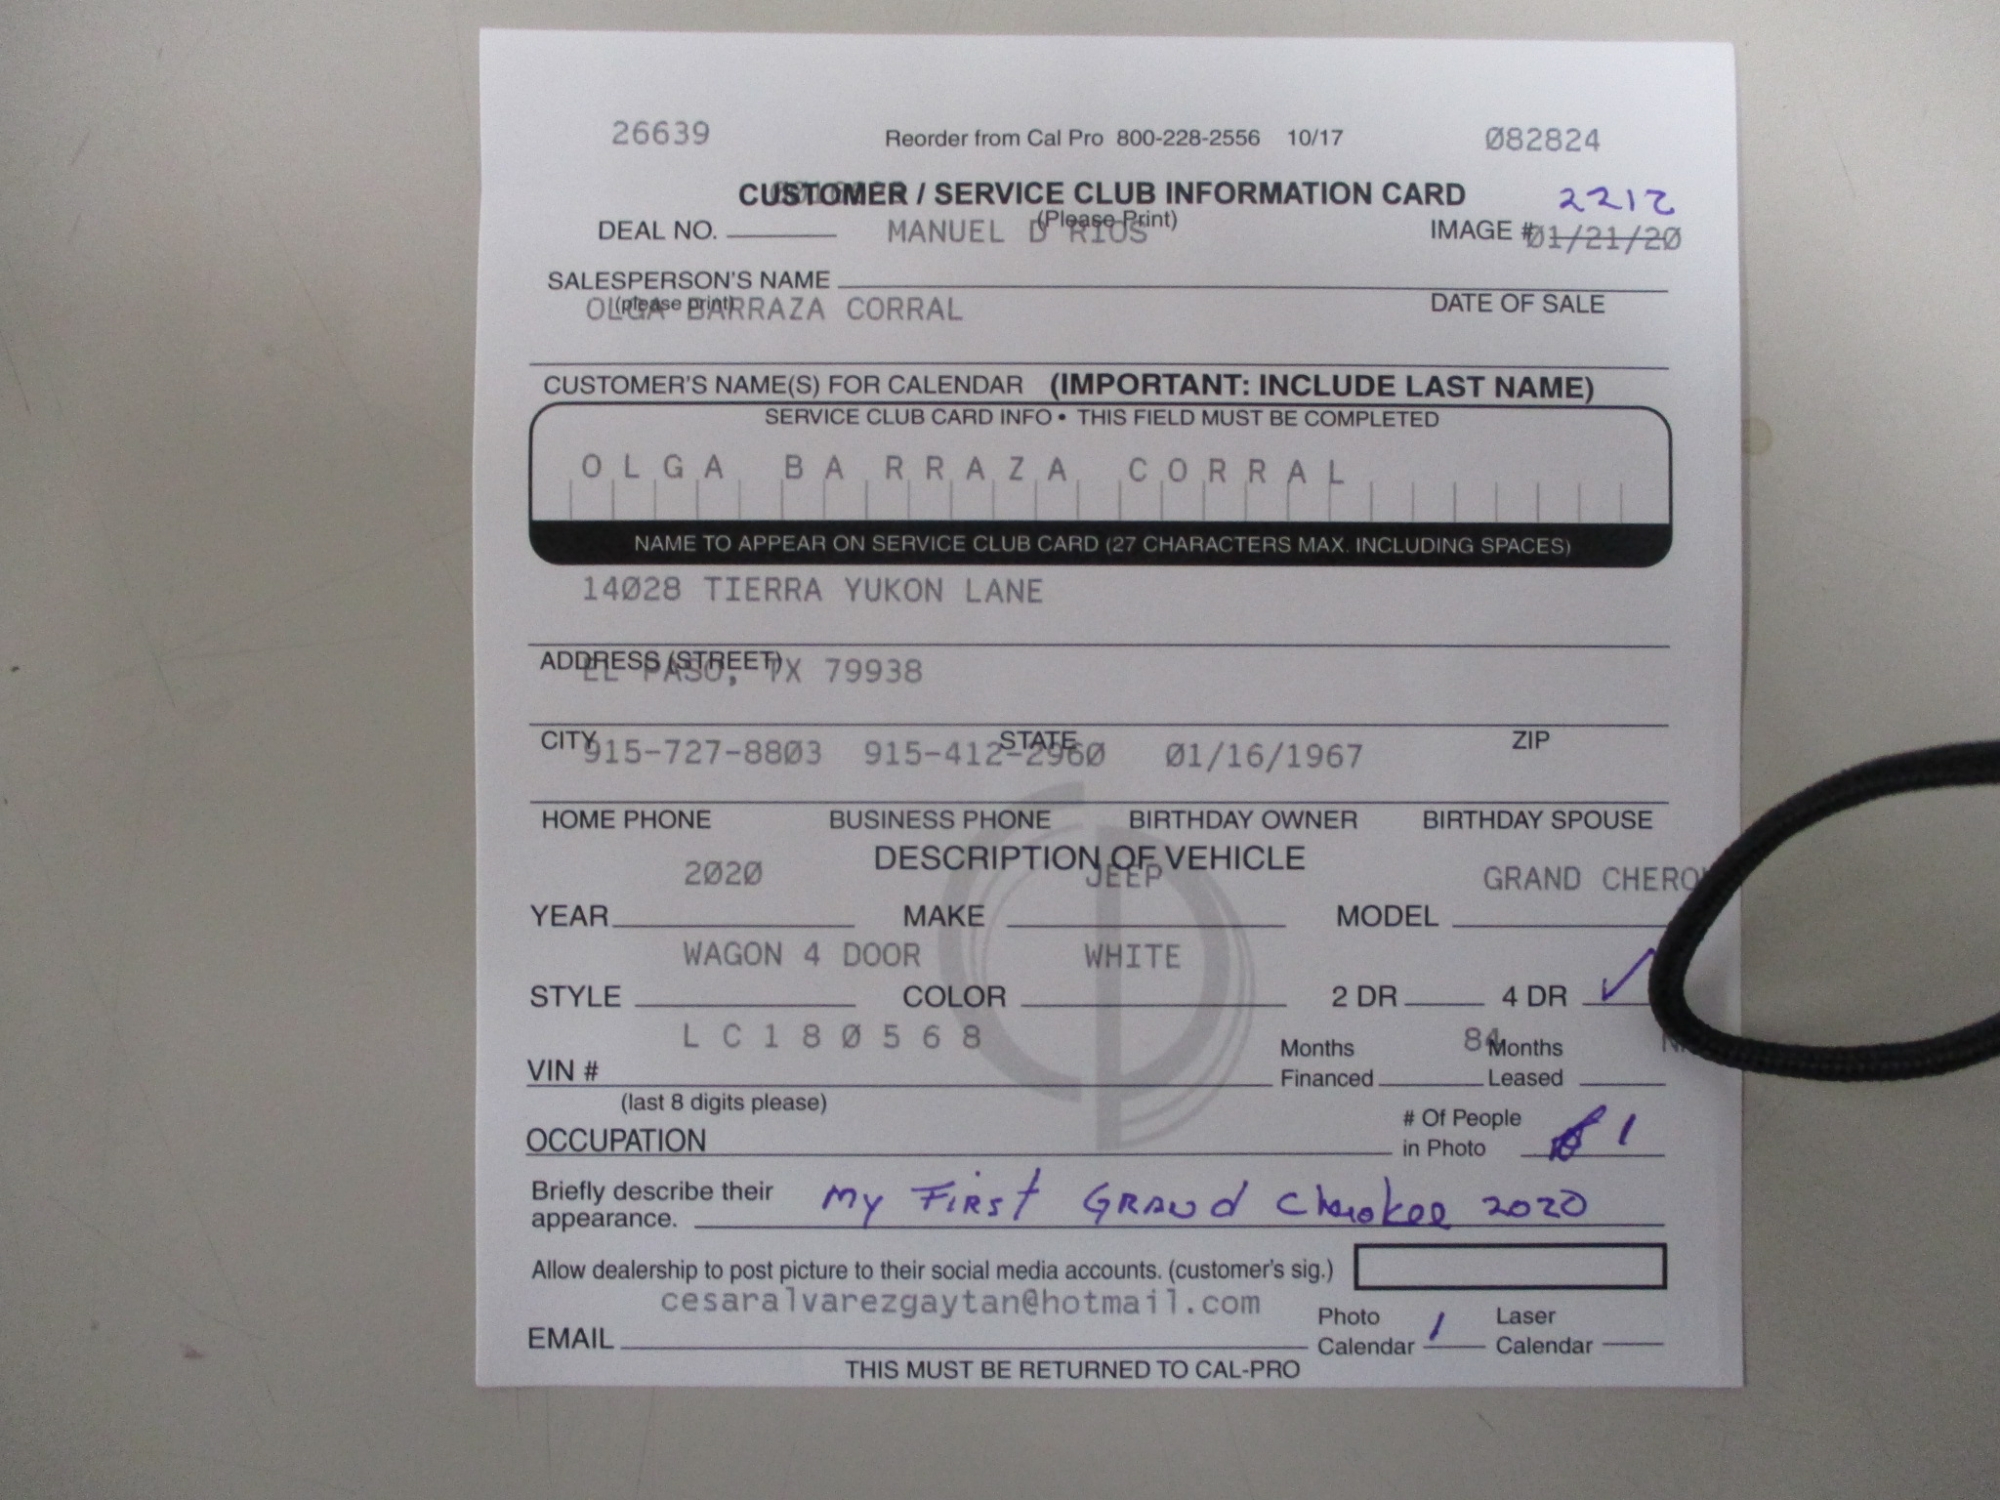 26639 Reorder from Cal Pro 800-228-2556 10/17 Ø82824
CUSTOMER / SERVICE CLUB INFORMATION CARD 2212
(Please Print)
DEAL NO. MANUEL D RIOS IMAGE # Ø1/21/2Ø
SALESPERSON'S NAME
(please print) DATE OF SALE
OLGA BARRAZA CORRAL
CUSTOMER'S NAME(S) FOR CALENDAR (IMPORTANT: INCLUDE LAST NAME)
SERVICE CLUB CARD INFO • THIS FIELD MUST BE COMPLETED
OLGA BARRAZA CORRAL
NAME TO APPEAR ON SERVICE CLUB CARD (27 CHARACTERS MAX. INCLUDING SPACES)
14Ø28 TIERRA YUKON LANE
ADDRESS (STREET)
EL PASO, TX 79938
CITY STATE ZIP
915-727-88Ø3 915-412-296Ø Ø1/16/1967
HOME PHONE BUSINESS PHONE BIRTHDAY OWNER BIRTHDAY SPOUSE
DESCRIPTION OF VEHICLE
2Ø2Ø JEEP GRAND
YEAR MAKE MODEL
WAGON 4 DOOR WHITE
STYLE COLOR 2 DR 4 DR ✓
LC18Ø568 84
VIN # Months Financed Months Leased
(last 8 digits please)
OCCUPATION # Of People in Photo 1
Briefly describe their appearance. My First Grand Cherokee 2020
Allow dealership to post picture to their social media accounts. (customer's sig.)
cesaralvarezgaytan@hotmail.com
EMAIL Photo Calendar 1 Laser Calendar
THIS MUST BE RETURNED TO CAL-PRO